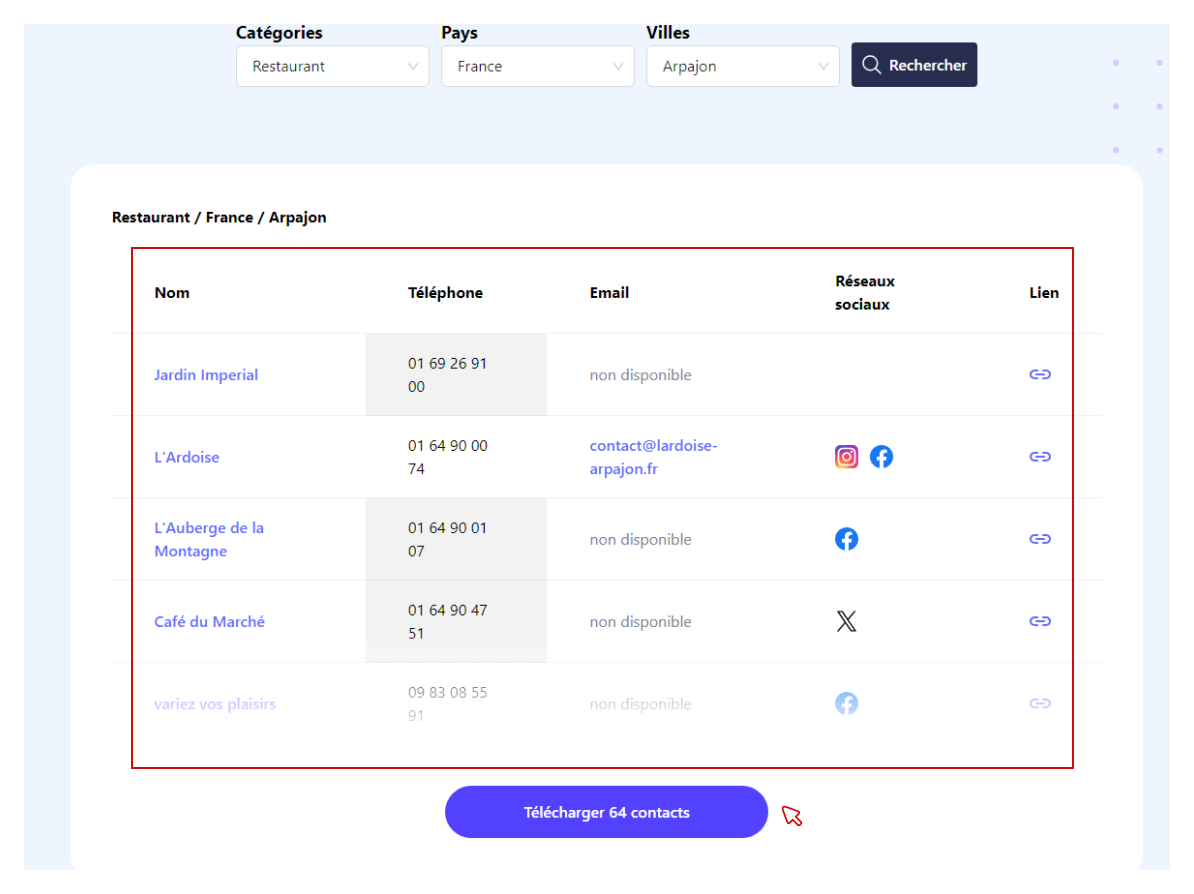 Catégories Pays Villes
Restaurant France Arpajon Rechercher
Restaurant / France / Arpajon
Nom Téléphone Email Réseaux sociaux Lien
Jardin Imperial 01 69 26 91 00 non disponible
L'Ardoise 01 64 90 00 74 contact@lardoise-arpajon.fr
L'Auberge de la Montagne 01 64 90 01 07 non disponible
Café du Marché 01 64 90 47 51 non disponible
variez vos plaisirs 09 83 08 55 91 non disponible
Télécharger 64 contacts